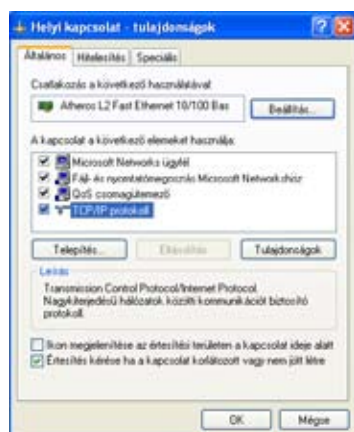 Helyi kapcsolat - tulajdonságok
Általános Hitelesítés Speciális
Csatlakozás a következő használatával:
Atheros L2 Fast Ethernet 10/100 Bas
Beállítás...
A kapcsolat a következő elemeket használja:
Microsoft Networks ügyfél
Fájl- és nyomtatómegosztás Microsoft Networks-höz
QoS csomagütemező
TCP/IP protokoll
Telepítés... Eltávolítás Tulajdonságok
Leírás
Transmission Control Protocol/Internet Protocol.
Nagykiterjedésű hálózatok közötti kommunikációt biztosító
protokoll.
Ikon megjelenítése az értesítési területen a kapcsolat ideje alatt
Értesítés kérése ha a kapcsolat korlátozott vagy nem jött létre
OK Mégse